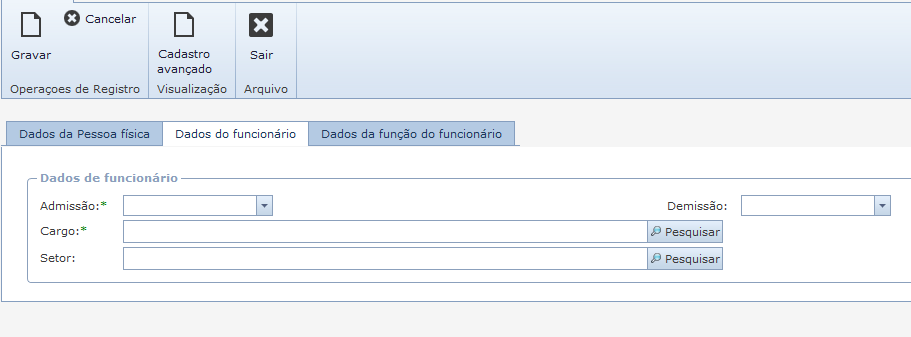 Gravar
Cancelar
Operaçoes de Registro
Cadastro
avançado
Visualização
Sair
Arquivo
Dados da Pessoa física
Dados do funcionário
Dados da função do funcionário
Dados de funcionário
Admissão:*
Demissão:
Cargo:*
Pesquisar
Setor:
Pesquisar